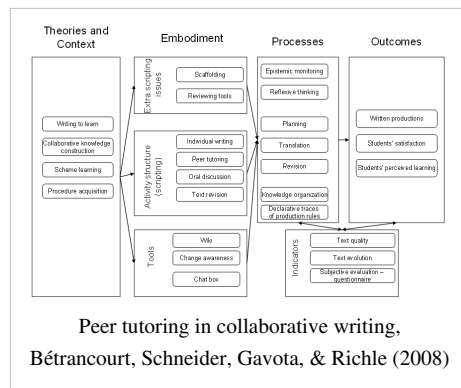 Theories and
Context
Embodiment
Processes
Outcomes
Writing to learn
Collaborative knowledge
construction
Scheme learning
Procedure acquisition
Extra scripting
issues
Scaffolding
Reviewing tools
Activity structure
(scripting)
Individual writing
Peer tutoring
Oral discussion
Text revision
Tools
Wiki
Change awareness
Chat box
Epistemic monitoring
Reflexive thinking
Planning
Translation
Revision
Knowledge organization
Declarative traces
of production rules
Written productions
Students' satisfaction
Students' perceived learning
Indicators
Text quality
Text evolution
Subjective evaluation –
questionnaire
Peer tutoring in collaborative writing,
Bétrancourt, Schneider, Gavota, & Richle (2008)